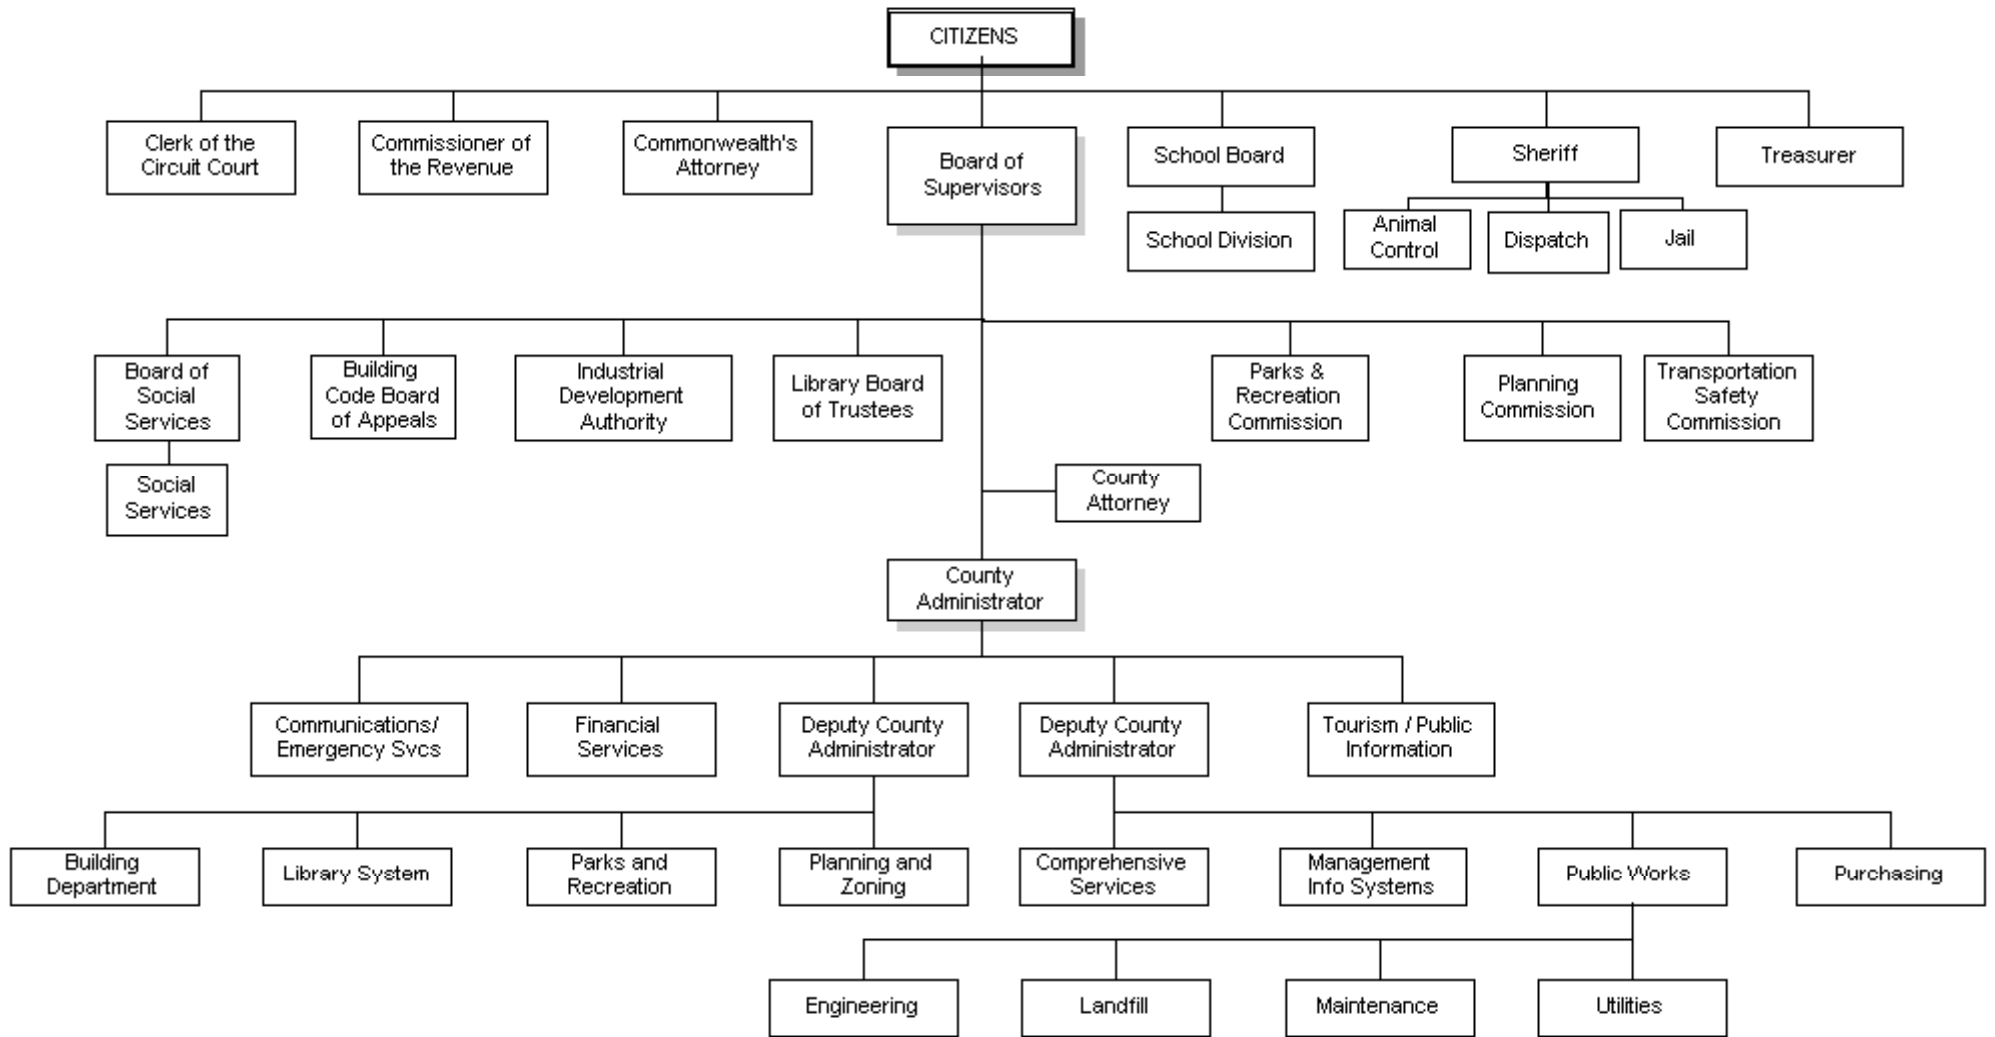 CITIZENS
Clerk of the
Circuit Court
Commissioner of
the Revenue
Commonwealth's
Attorney
Board of
Supervisors
School Board
Sheriff
Treasurer
School Division
Animal
Control
Dispatch
Jail
Board of
Social
Services
Building
Code Board
of Appeals
Industrial
Development
Authority
Library Board
of Trustees
Parks &
Recreation
Commission
Planning
Commission
Transportation
Safety
Commission
Social
Services
County
Attorney
County
Administrator
Communications/
Emergency Svcs
Financial
Services
Deputy County
Administrator
Deputy County
Administrator
Tourism / Public
Information
Building
Department
Library System
Parks and
Recreation
Planning and
Zoning
Comprehensive
Services
Management
Info Systems
Public Works
Purchasing
Engineering
Landfill
Maintenance
Utilities